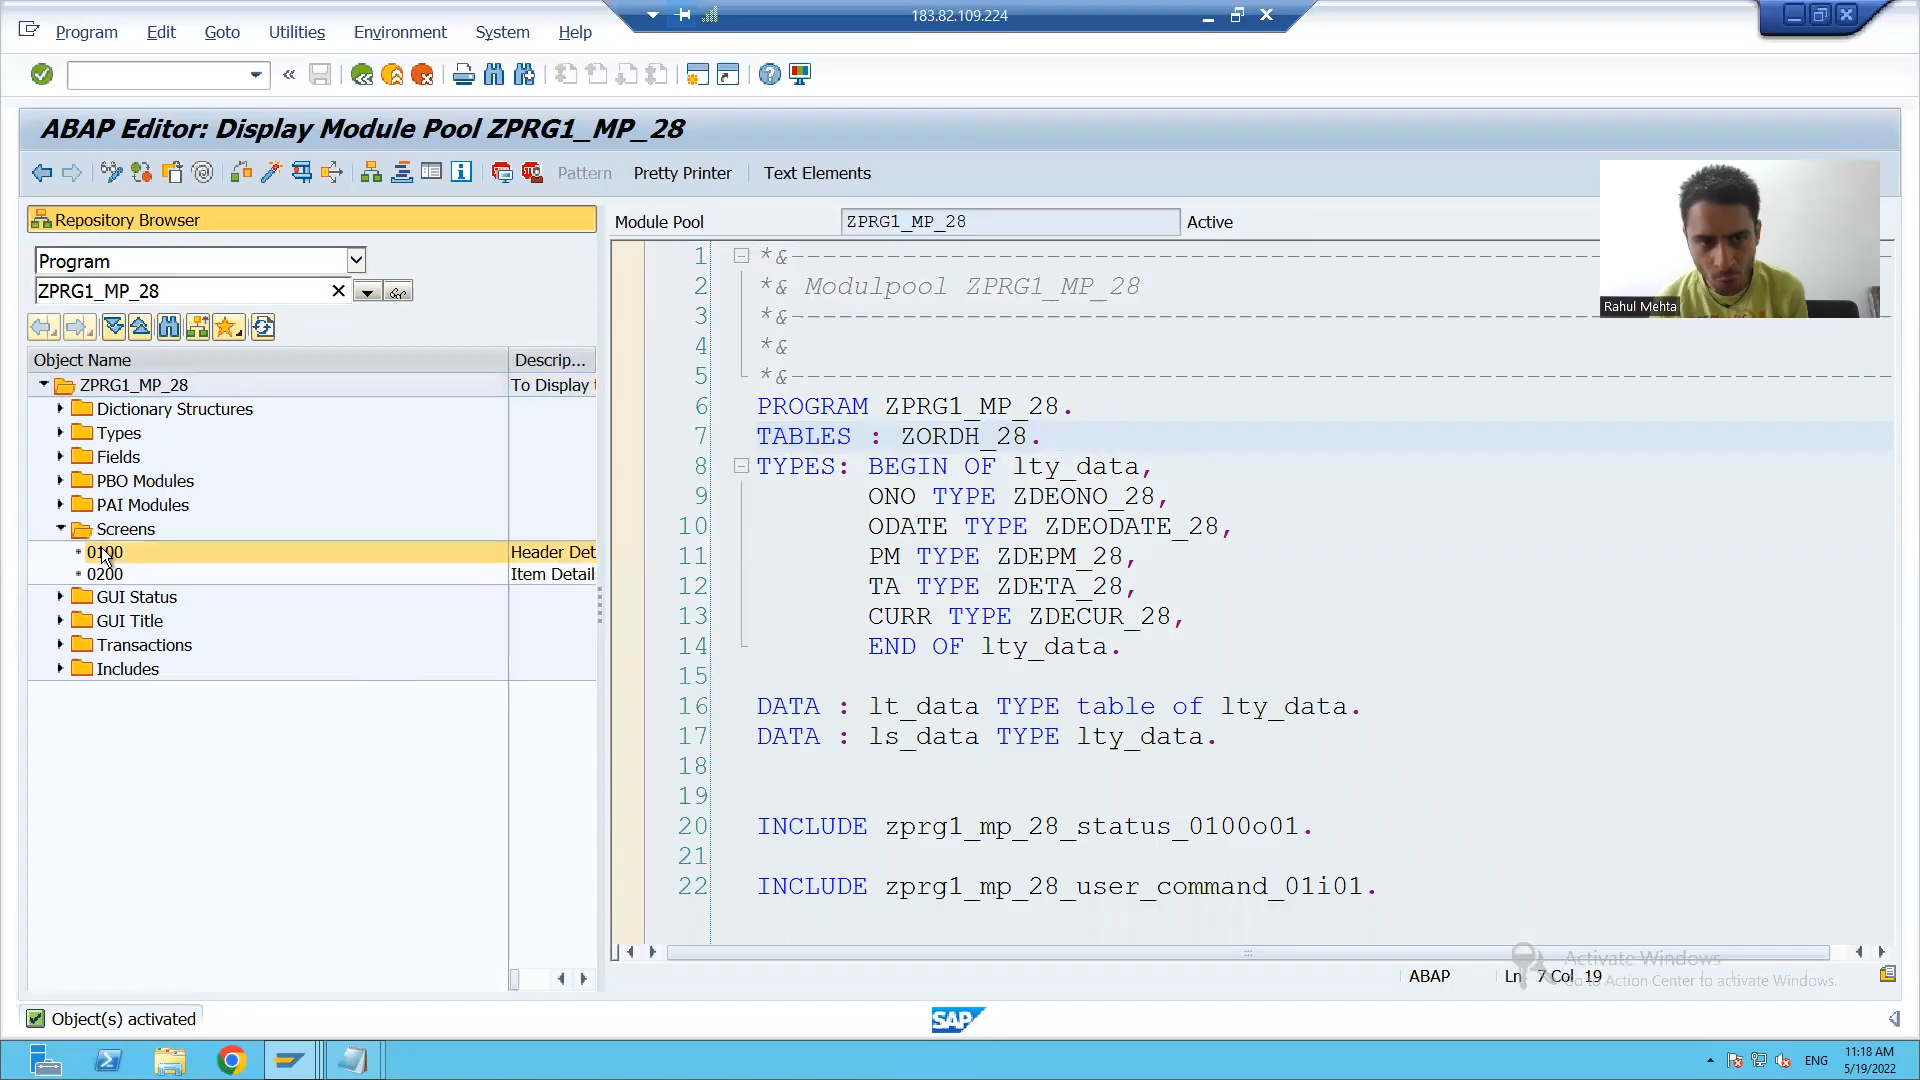 183.82.109.224
Program Edit Goto Utilities Environment System Help
ABAP Editor: Display Module Pool ZPRG1_MP_28
Pattern Pretty Printer Text Elements
Repository Browser
Program
ZPRG1_MP_28
Object Name Descrip...
ZPRG1_MP_28 To Display
Dictionary Structures
Types
Fields
PBO Modules
PAI Modules
Screens
0100 Header Det
0200 Item Detail
GUI Status
GUI Title
Transactions
Includes
Module Pool ZPRG1_MP_28 Active
1 *&---------------------------------------------------------------------
2 *& Modulpool ZPRG1_MP_28
3 *&---------------------------------------------------------------------
4 *&
5 *&---------------------------------------------------------------------
6 PROGRAM ZPRG1_MP_28.
7 TABLES : ZORDH_28.
8 TYPES: BEGIN OF lty_data,
9 ONO TYPE ZDEONO_28,
10 ODATE TYPE ZDEODATE_28,
11 PM TYPE ZDEPM_28,
12 TA TYPE ZDETA_28,
13 CURR TYPE ZDECUR_28,
14 END OF lty_data.
15
16 DATA : lt_data TYPE table of lty_data.
17 DATA : ls_data TYPE lty_data.
18
19
20 INCLUDE zprg1_mp_28_status_0100o01.
21
22 INCLUDE zprg1_mp_28_user_command_01i01.
Rahul Mehta
Activate Windows
Go to Action Center to activate Windows.
ABAP Ln 7 Col 19
Object(s) activated
SAP
ENG
11:18 AM
5/19/2022